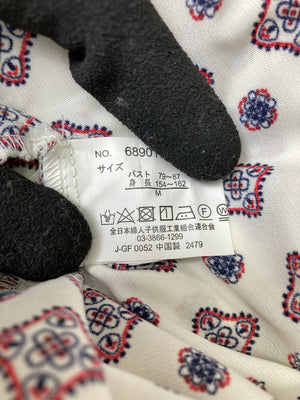 NO. 6890
サイズ
バスト 79~87
身長 154~162
M
全日本婦人子供服工業組合連合会
03-3866-1299
J-GF 0052 中国製 2479